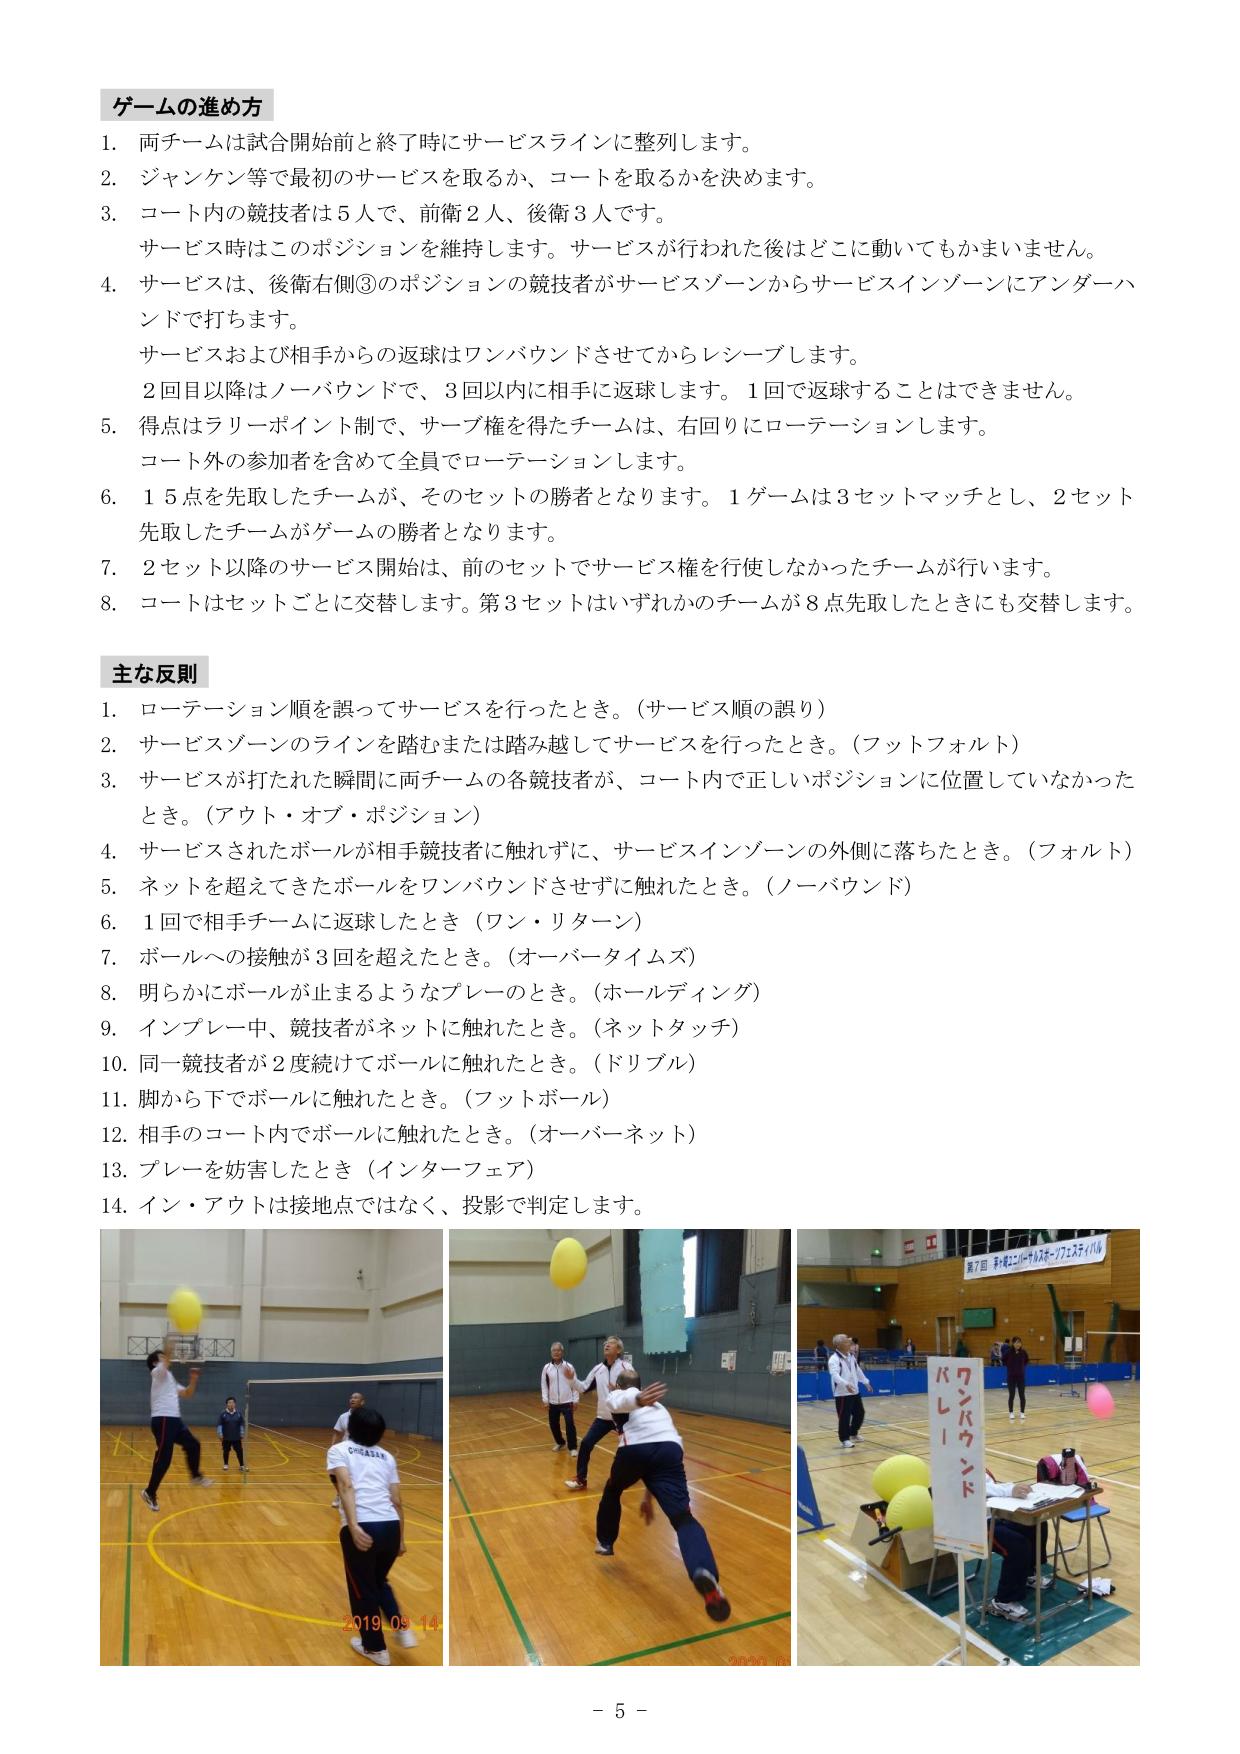 ゲームの進め方
1. 両チームは試合開始前と終了時にサービスラインに整列します。
2. ジャンケン等で最初のサービスを取るか、コートを取るかを決めます。
3. コート内の競技者は５人で、前衛２人、後衛３人です。
サービス時はこのポジションを維持します。サービスが行われた後はどこに動いてもかまいません。
4. サービスは、後衛右側③のポジションの競技者がサービスゾーンからサービスインゾーンにアンダーハ
ンドで打ちます。
サービスおよび相手からの返球はワンバウンドさせてからレシーブします。
２回目以降はノーバウンドで、３回以内に相手に返球します。１回で返球することはできません。
5. 得点はラリーポイント制で、サーブ権を得たチームは、右回りにローテーションします。
コート外の参加者を含めて全員でローテーションします。
6. １５点を先取したチームが、そのセットの勝者となります。１ゲームは３セットマッチとし、２セット
先取したチームがゲームの勝者となります。
7. ２セット以降のサービス開始は、前のセットでサービス権を行使しなかったチームが行います。
8. コートはセットごとに交替します。第３セットはいずれかのチームが８点先取したときにも交替します。
主な反則
1. ローテーション順を誤ってサービスを行ったとき。（サービス順の誤り）
2. サービスゾーンのラインを踏むまたは踏み越してサービスを行ったとき。（フットフォルト）
3. サービスが打たれた瞬間に両チームの各競技者が、コート内で正しいポジションに位置していなかった
とき。（アウト・オブ・ポジション）
4. サービスされたボールが相手競技者に触れずに、サービスインゾーンの外側に落ちたとき。（フォルト）
5. ネットを超えてきたボールをワンバウンドさせずに触れたとき。（ノーバウンド）
6. １回で相手チームに返球したとき（ワン・リターン）
7. ボールへの接触が３回を超えたとき。（オーバータイムズ）
8. 明らかにボールが止まるようなプレーのとき。（ホールディング）
9. インプレー中、競技者がネットに触れたとき。（ネットタッチ）
10. 同一競技者が２度続けてボールに触れたとき。（ドリブル）
11. 脚から下でボールに触れたとき。（フットボール）
12. 相手のコート内でボールに触れたとき。（オーバーネット）
13. プレーを妨害したとき（インターフェア）
14. イン・アウトは接地点ではなく、投影で判定します。
CHIGASAKI
2019 09 14
第7回 茅ヶ崎ユニバーサルスポーツフェスティバル
ワンバウンド
バレー
- 5 -